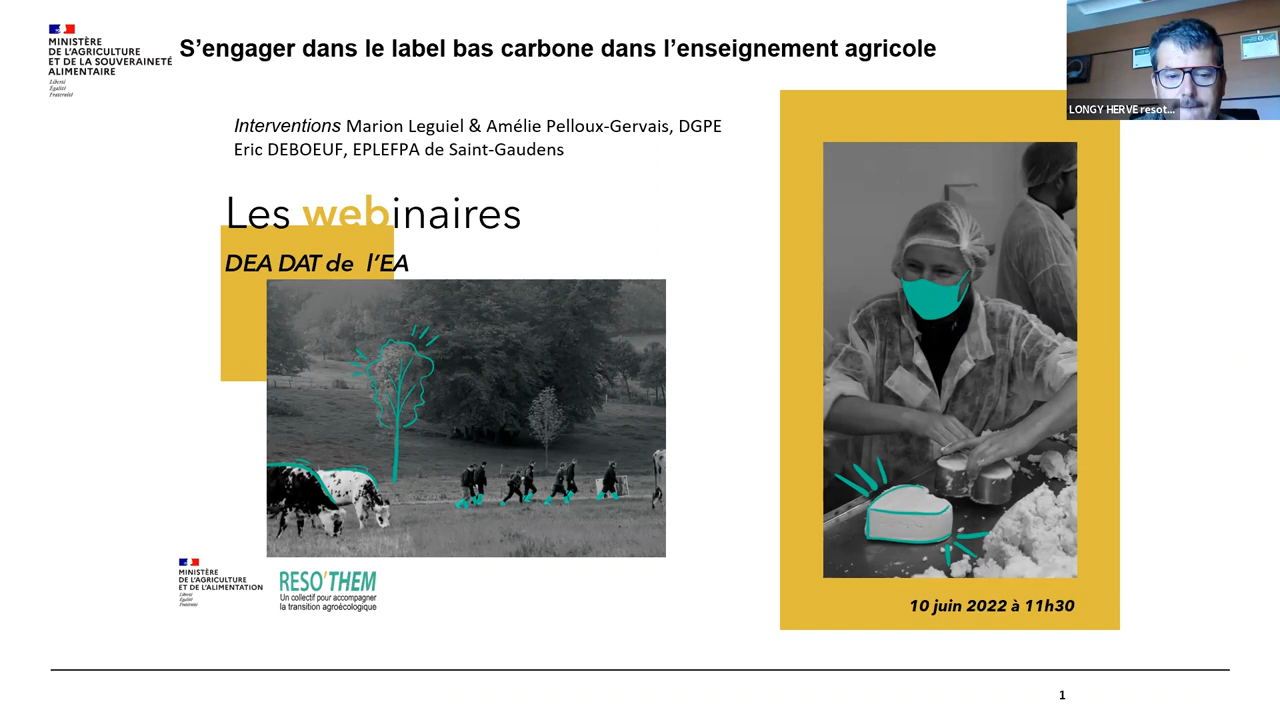 MINISTÈRE
DE L'AGRICULTURE
ET DE LA SOUVERAINETÉ
ALIMENTAIRE
Liberté
Égalité
Fraternité
S'engager dans le label bas carbone dans l'enseignement agricole
LONGY HERVE resot...
Interventions Marion Leguiel & Amélie Pelloux-Gervais, DGPE
Eric DEBOEUF, EPLEFPA de Saint-Gaudens
Les webinaires
DEA DAT de l'EA
MINISTÈRE
DE L'AGRICULTURE
ET DE L'ALIMENTATION
Liberté
Égalité
Fraternité
RESO'THEM
Un collectif pour accompagner
la transition agroécologique
10 juin 2022 à 11h30
1